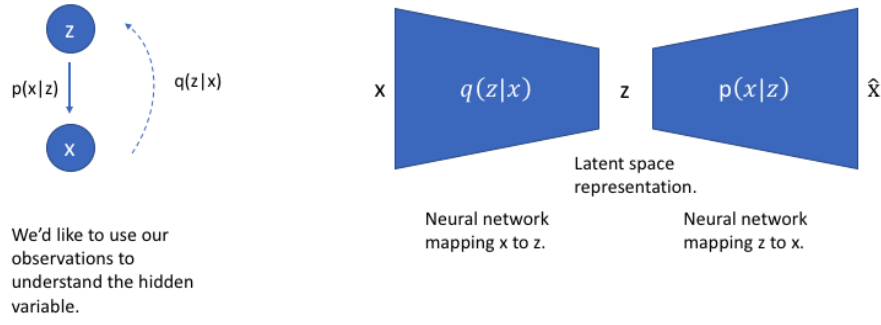 z
p(x|z)
q(z|x)
x
We'd like to use our
observations to
understand the hidden
variable.
x
q(z|x)
z
p(x|z)
x̂
Latent space
representation.
Neural network
mapping x to z.
Neural network
mapping z to x.